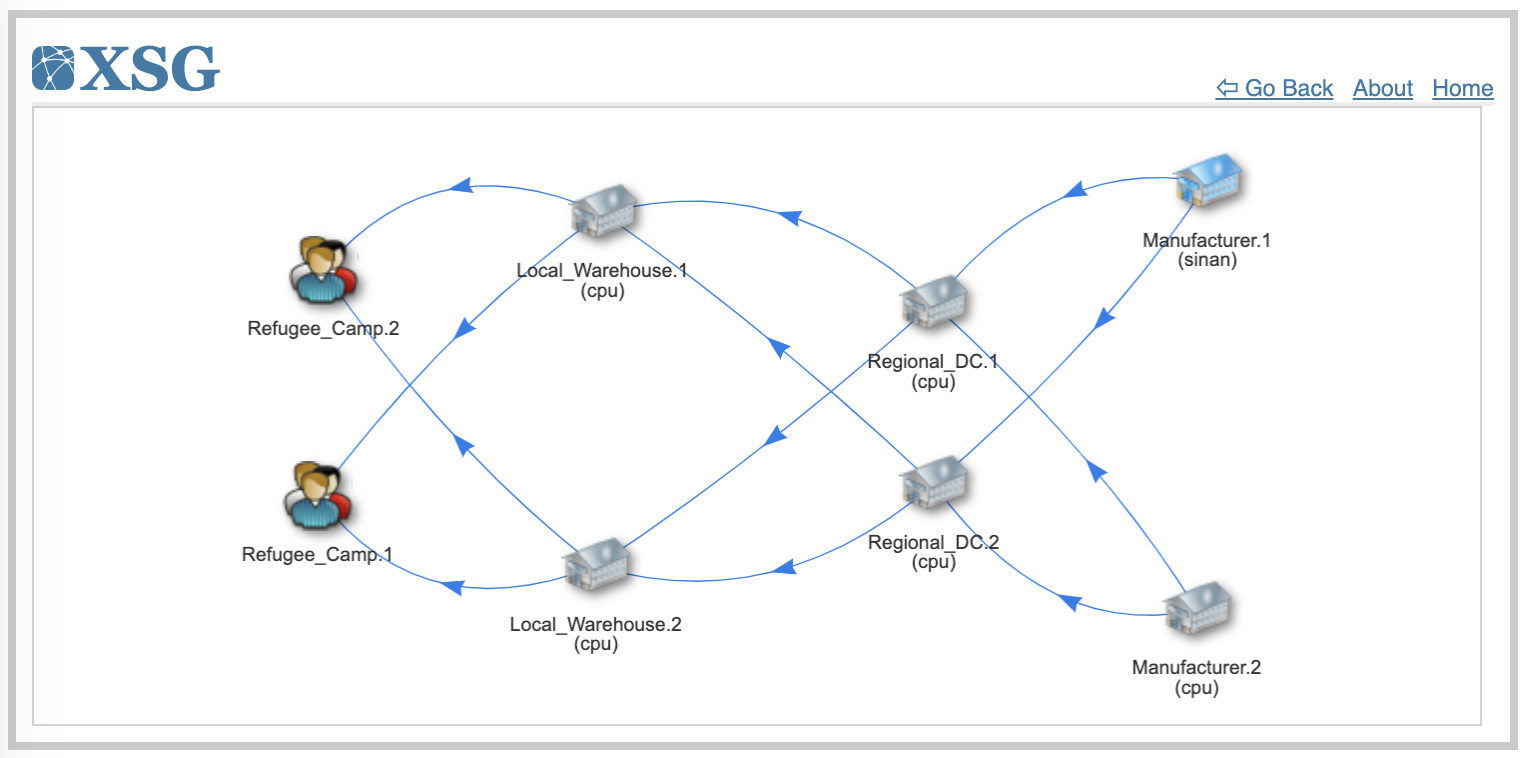 XSG
⇦ Go Back About Home
Manufacturer.1
(sinan)
Local_Warehouse.1
(cpu)
Refugee_Camp.2
Regional_DC.1
(cpu)
Regional_DC.2
(cpu)
Refugee_Camp.1
Local_Warehouse.2
(cpu)
Manufacturer.2
(cpu)